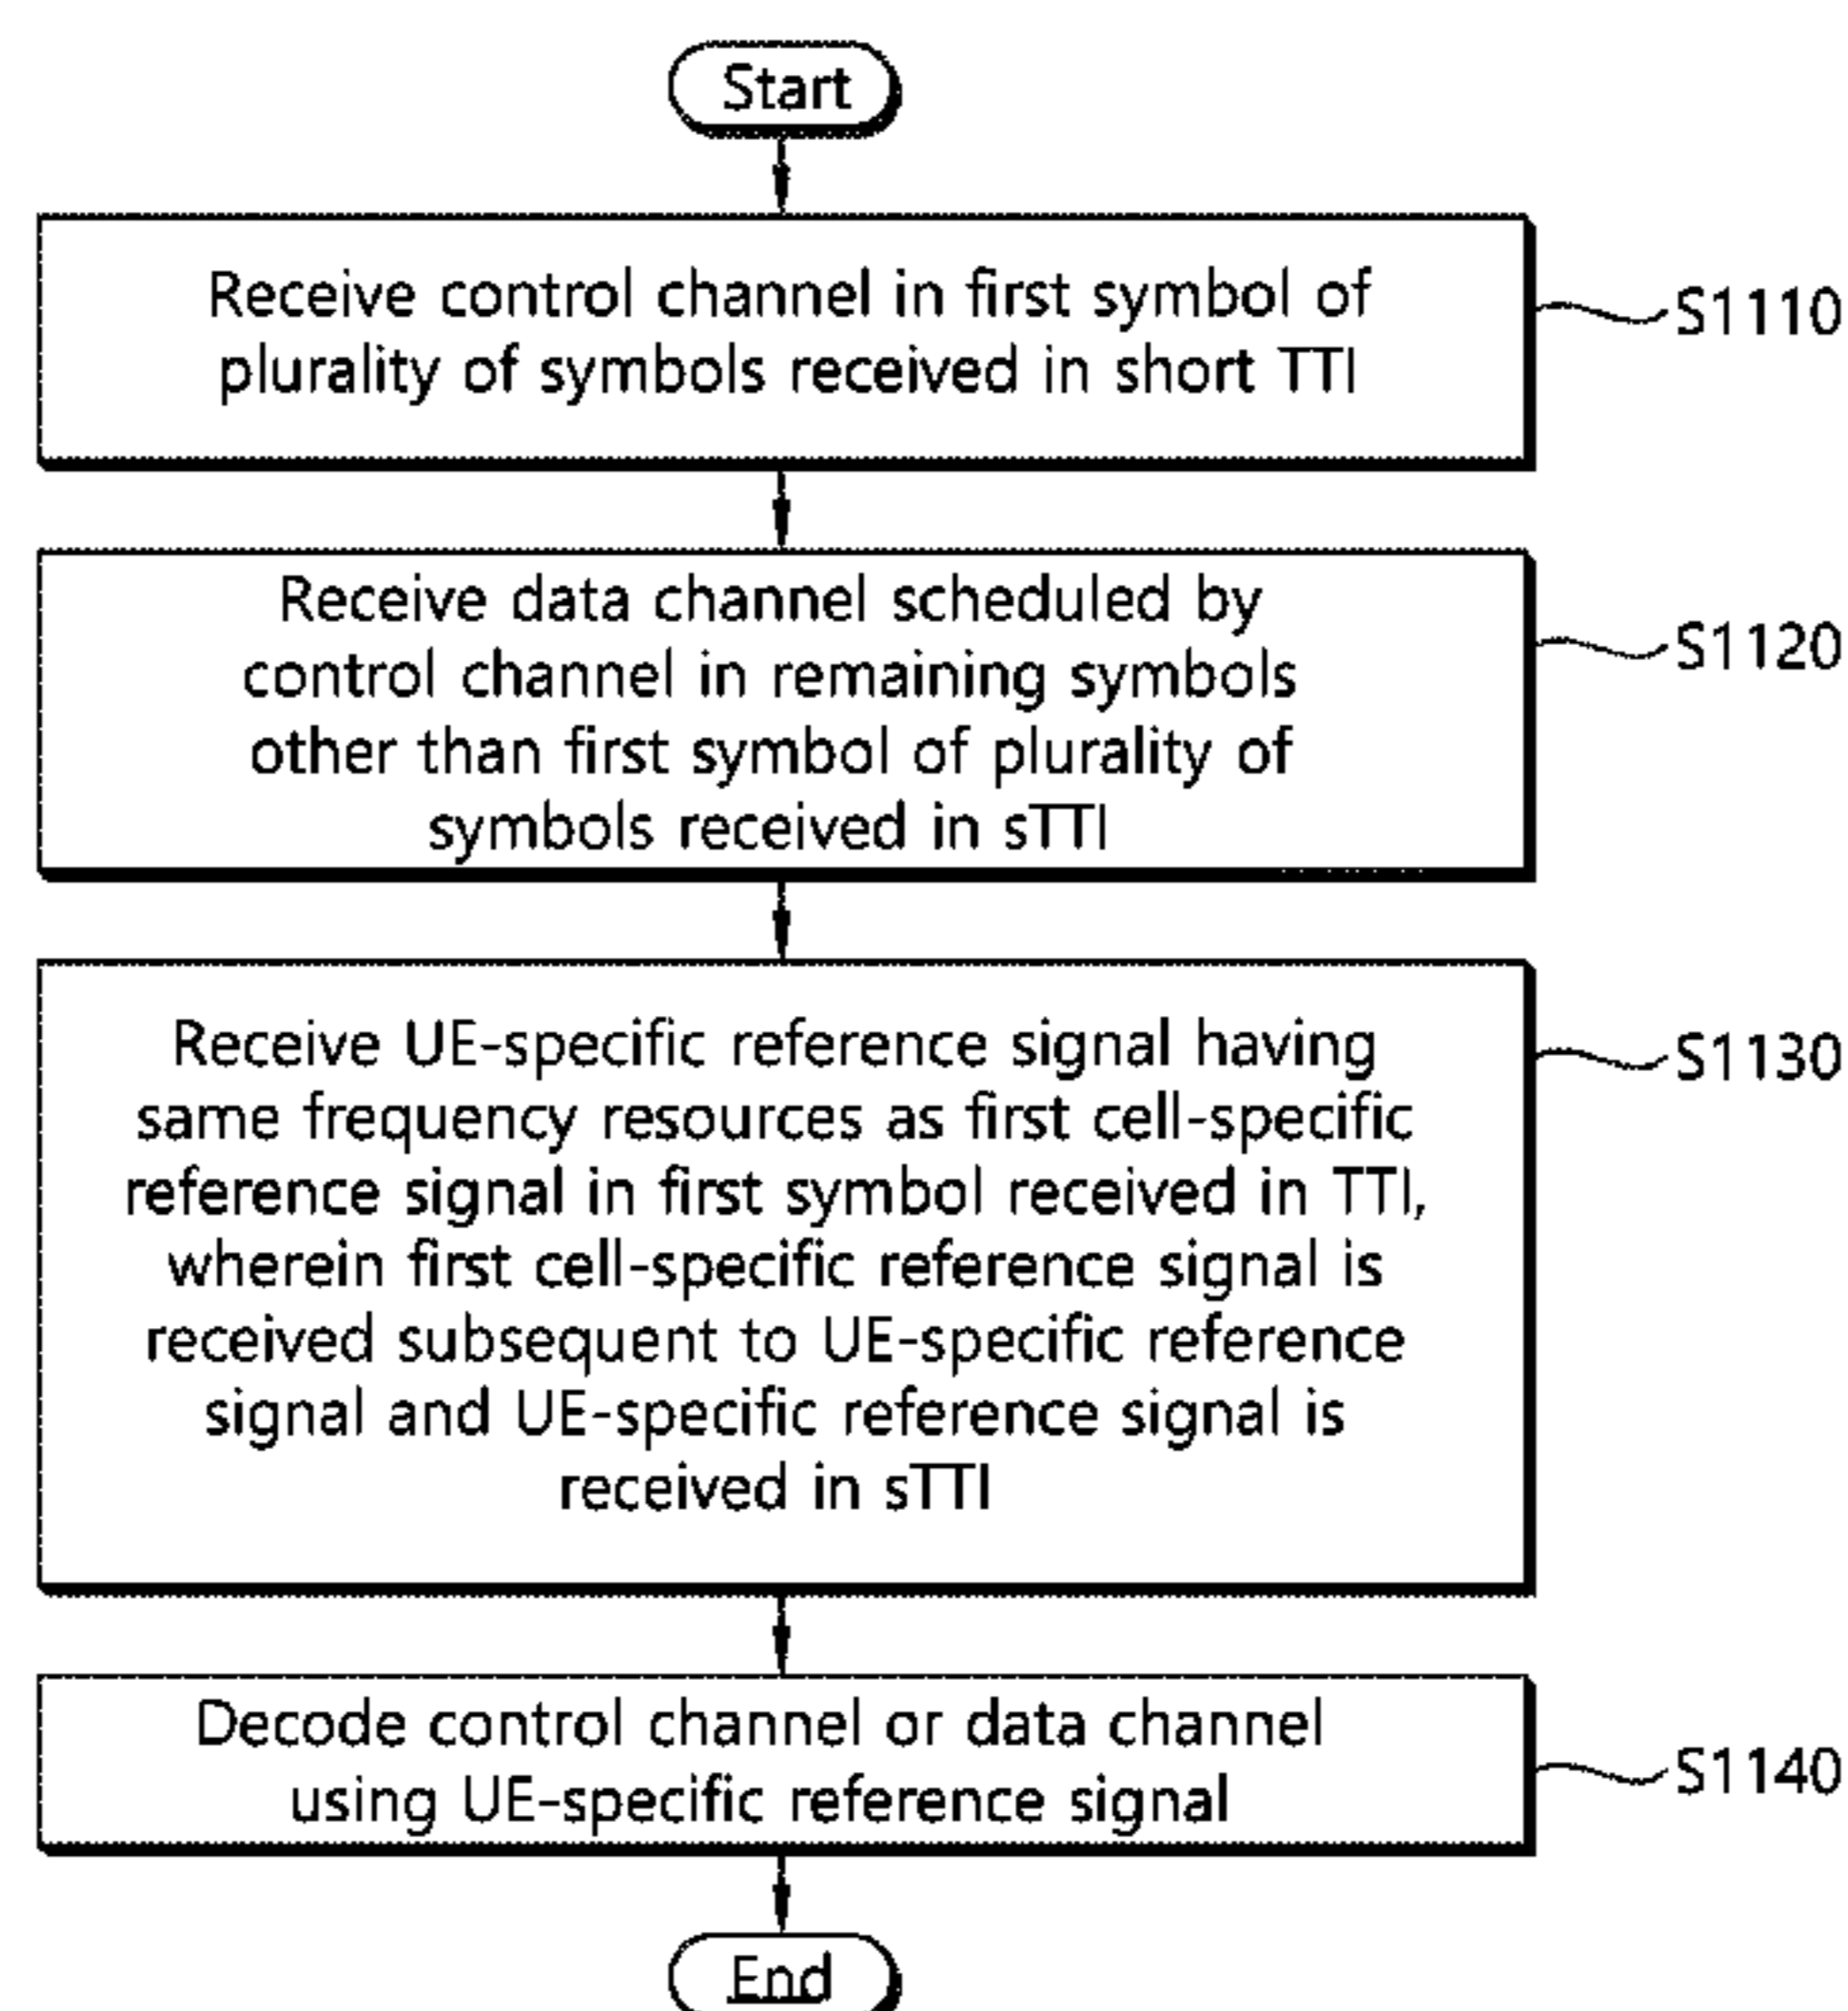 Start
Receive control channel in first symbol of
plurality of symbols received in short TTI
S1110
Receive data channel scheduled by
control channel in remaining symbols
other than first symbol of plurality of
symbols received in sTTI
S1120
Receive UE-specific reference signal having
same frequency resources as first cell-specific
reference signal in first symbol received in TTI,
wherein first cell-specific reference signal is
received subsequent to UE-specific reference
signal and UE-specific reference signal is
received in sTTI
S1130
Decode control channel or data channel
using UE-specific reference signal
S1140
End